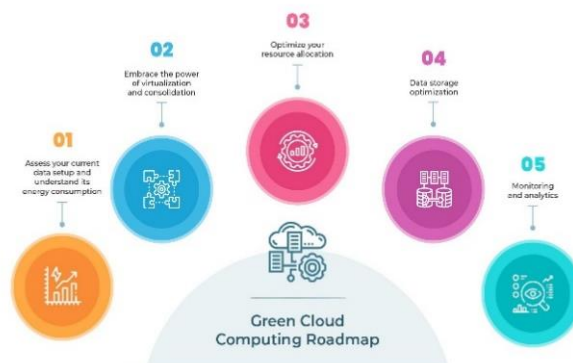 01
Assess your current
data setup and
understand its
energy consumption
02
Embrace the power
of virtualization
and consolidation
03
Optimize your
resource allocation
04
Data storage
optimization
05
Monitoring
and analytics
Green Cloud
Computing Roadmap